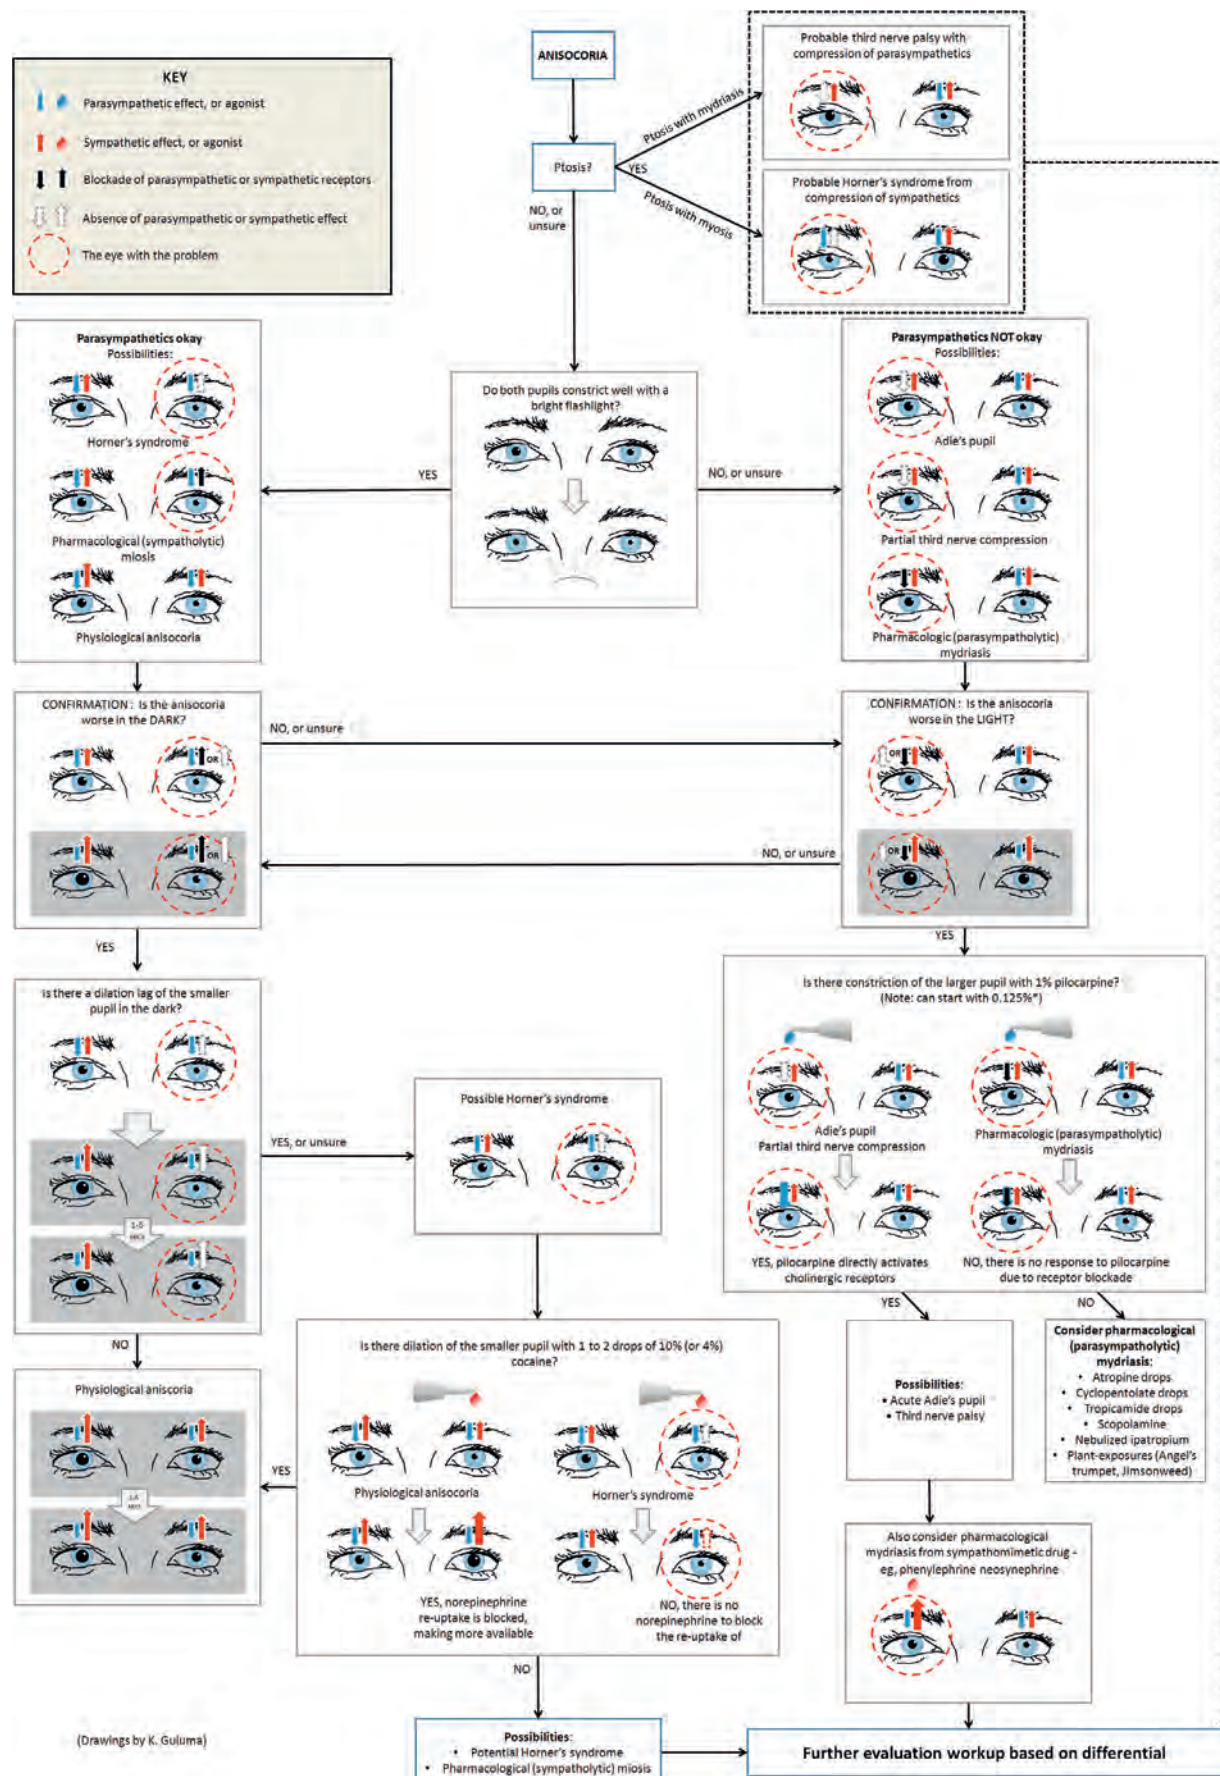 ANISOCORIA
KEY
Parasympathetic effect, or agonist
Sympathetic effect, or agonist
Blockade of parasympathetic or sympathetic receptors
Absence of parasympathetic or sympathetic effect
The eye with the problem
Ptosis?
YES
NO, or
unsure
Ptosis with mydriasis
Ptosis with myosis
Probable third nerve palsy with
compression of parasympathetics
Probable Horner's syndrome from
compression of sympathetics
Parasympathetics okay
Possibilities:
Horner's syndrome
Pharmacological (sympatholytic)
miosis
Physiological anisocoria
Do both pupils constrict well with a
bright flashlight?
YES
NO, or unsure
Parasympathetics NOT okay
Possibilities:
Adie's pupil
Partial third nerve compression
Pharmacologic (parasympatholytic)
mydriasis
CONFIRMATION : Is the anisocoria
worse in the DARK?
OR
OR
NO, or unsure
NO, or unsure
CONFIRMATION : Is the anisocoria
worse in the LIGHT?
OR
OR
YES
YES
Is there a dilation lag of the smaller
pupil in the dark?
YES, or unsure
NO
Possible Horner's syndrome
Is there constriction of the larger pupil with 1% pilocarpine?
(Note: can start with 0.125%*)
Adie's pupil
Partial third nerve compression
Pharmacologic (parasympatholytic)
mydriasis
YES, pilocarpine directly activates
cholinergic receptors
NO, there is no response to pilocarpine
due to receptor blockade
YES
NO
Physiological aniscoria
Is there dilation of the smaller pupil with 1 to 2 drops of 10% (or 4%)
cocaine?
Physiological anisocoria
Horner's syndrome
YES, norepinephrine
re-uptake is blocked,
making more available
NO, there is no
norepinephrine to block
the re-uptake of
YES
NO
Possibilities:
• Acute Adie's pupil
• Third nerve palsy
Consider pharmacological
(parasympatholytic)
mydriasis:
• Atropine drops
• Cyclopentolate drops
• Tropicamide drops
• Scopolamine
• Nebulized ipatropium
• Plant-exposures (Angel's
trumpet, Jimsonweed)
Also consider pharmacological
mydriasis from sympathomimetic drug -
eg, phenylephrine neosynephrine
(Drawings by K. Guluma)
Possibilities:
• Potential Horner's syndrome
• Pharmacological (sympatholytic) miosis
Further evaluation workup based on differential